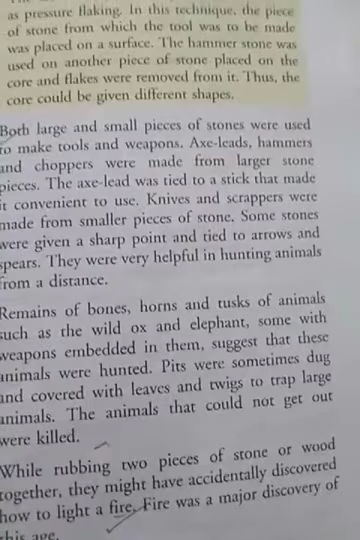 as pressure flaking. In this technique, the piece
of stone from which the tool was to be made
was placed on a surface. The hammer stone was
used on another piece of stone placed on the
core and flakes were removed from it. Thus, the
core could be given different shapes.
Both large and small pieces of stones were used
to make tools and weapons. Axe-leads, hammers
and choppers were made from larger stone
pieces. The axe-lead was tied to a stick that made
it convenient to use. Knives and scrappers were
made from smaller pieces of stone. Some stones
were given a sharp point and tied to arrows and
spears. They were very helpful in hunting animals
from a distance.
Remains of bones, horns and tusks of animals
such as the wild ox and elephant, some with
weapons embedded in them, suggest that these
animals were hunted. Pits were sometimes dug
and covered with leaves and twigs to trap large
animals. The animals that could not get out
were killed.
While rubbing two pieces of stone or wood
together, they might have accidentally discovered
how to light a fire. Fire was a major discovery of
this age.